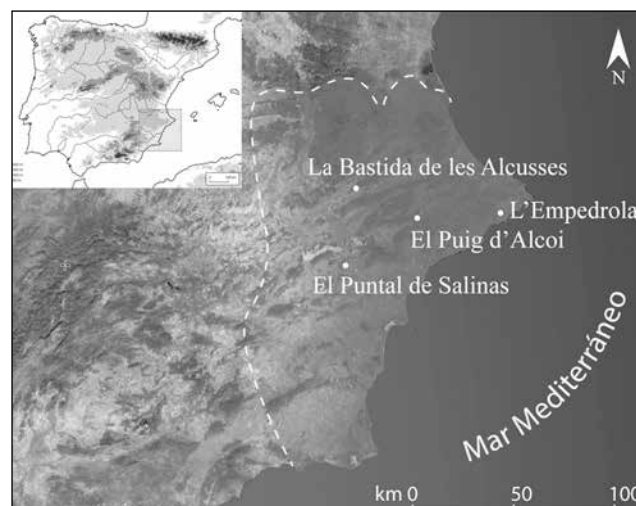 N
La Bastida de les Alcusses
L’Empedrola
El Puig d’Alcoi
El Puntal de Salinas
Mar Mediterráneo
km 0 50 100